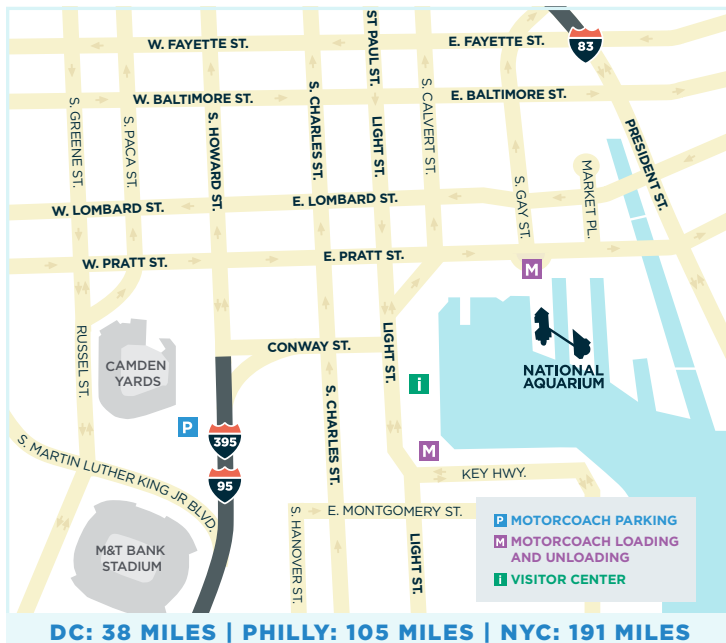 W. FAYETTE ST.
E. FAYETTE ST.
83
ST PAUL ST.
W. BALTIMORE ST.
E. BALTIMORE ST.
S. GREENE ST.
S. PACA ST.
S. HOWARD ST.
S. CHARLES ST.
LIGHT ST.
S. CALVERT ST.
S. GAY ST.
MARKET PL.
PRESIDENT ST.
W. LOMBARD ST.
E. LOMBARD ST.
W. PRATT ST.
E. PRATT ST.
M
RUSSEL ST.
CONWAY ST.
LIGHT ST.
CAMDEN
YARDS
NATIONAL
AQUARIUM
i
P
395
95
S. CHARLES ST.
M
KEY HWY.
S. MARTIN LUTHER KING JR BLVD.
M&T BANK
STADIUM
S. HANOVER ST.
E. MONTGOMERY ST.
LIGHT ST.
P MOTORCOACH PARKING
M MOTORCOACH LOADING
AND UNLOADING
i VISITOR CENTER
DC: 38 MILES | PHILLY: 105 MILES | NYC: 191 MILES